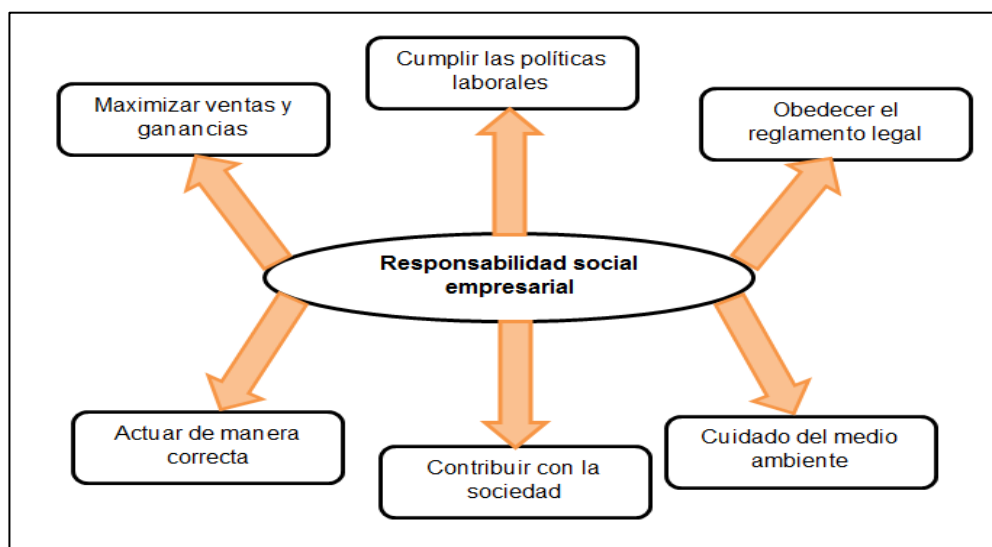 Cumplir las políticas
laborales
Maximizar ventas y
ganancias
Obedecer el
reglamento legal
Responsabilidad social
empresarial
Actuar de manera
correcta
Contribuir con la
sociedad
Cuidado del medio
ambiente